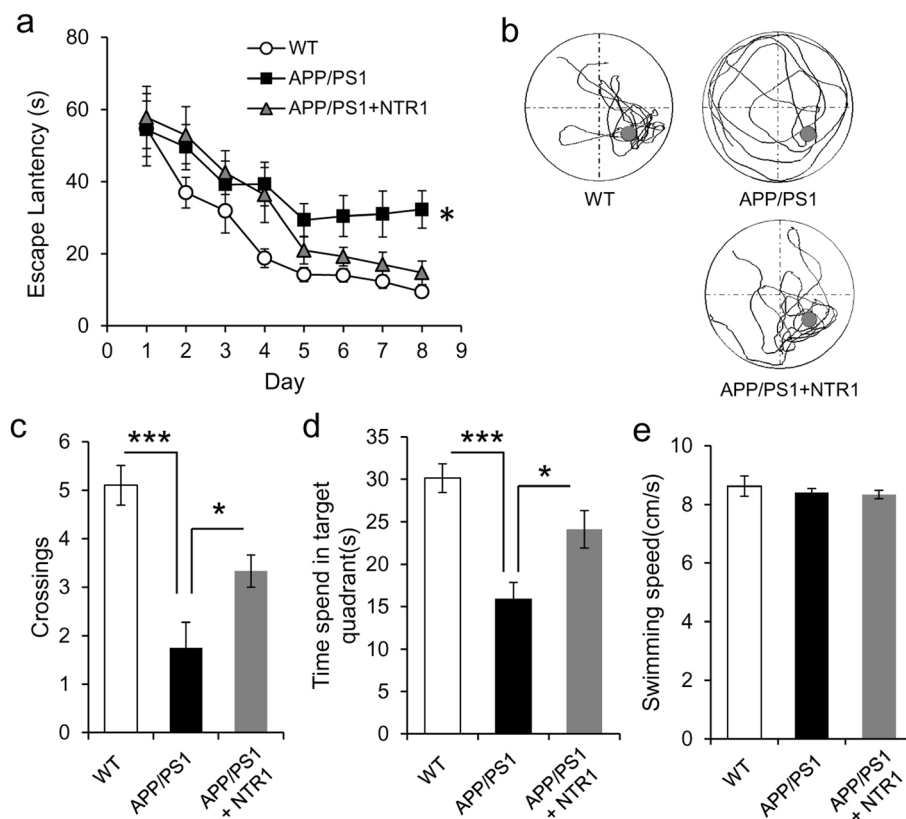 a
80
60
40
20
0
Escape Lantency (s)
WT
APP/PS1
APP/PS1+NTR1
*
0 1 2 3 4 5 6 7 8 9
Day
b
WT
APP/PS1
APP/PS1+NTR1
c
6
5
4
3
2
1
0
Crossings
***
*
WT
APP/PS1
APP/PS1
+ NTR1
d
35
30
25
20
15
10
5
0
Time spend in target
quadrant(s)
***
*
WT
APP/PS1
APP/PS1
+ NTR1
e
10
8
6
4
2
0
Swimming speed(cm/s)
WT
APP/PS1
APP/PS1
+ NTR1